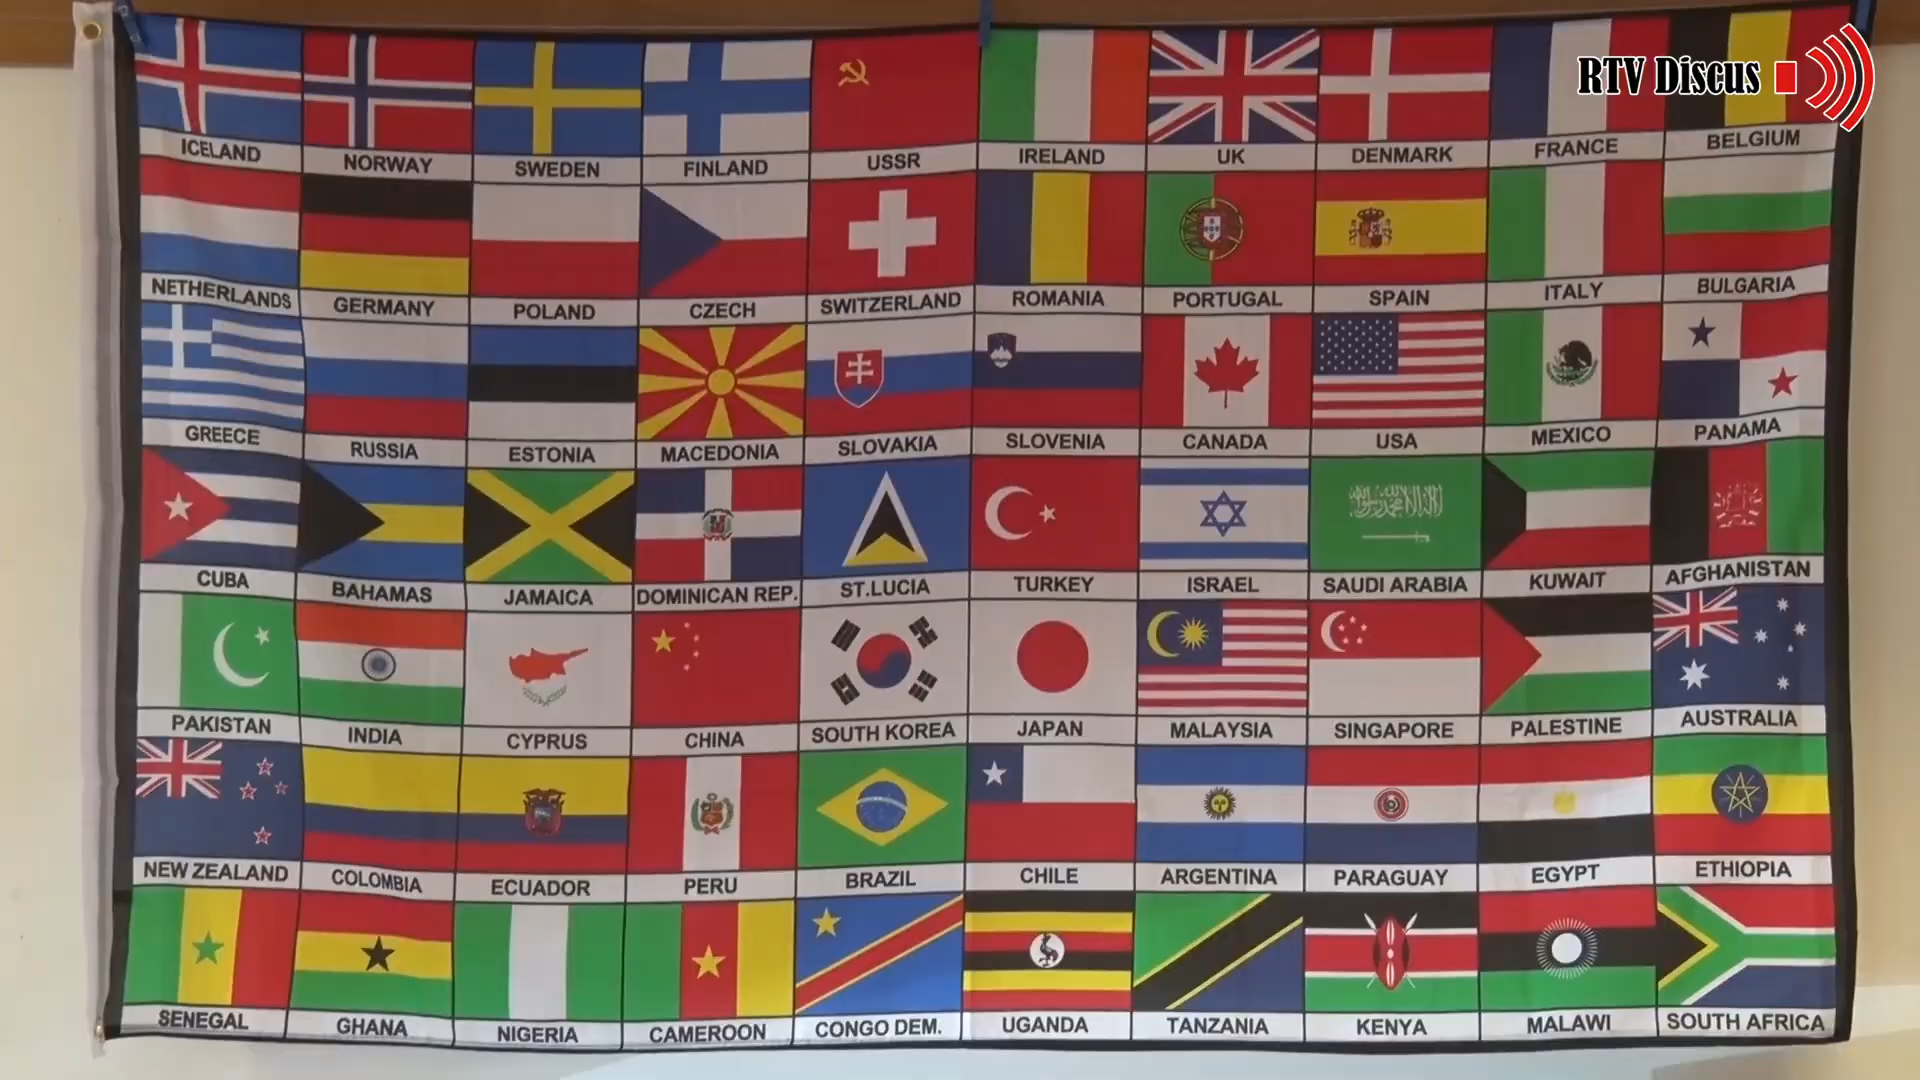 RTV Discus
ICELAND NORWAY SWEDEN FINLAND USSR IRELAND UK DENMARK FRANCE BELGIUM
NETHERLANDS GERMANY POLAND CZECH SWITZERLAND ROMANIA PORTUGAL SPAIN ITALY BULGARIA
GREECE RUSSIA ESTONIA MACEDONIA SLOVAKIA SLOVENIA CANADA USA MEXICO PANAMA
CUBA BAHAMAS JAMAICA DOMINICAN REP. ST.LUCIA TURKEY ISRAEL SAUDI ARABIA KUWAIT AFGHANISTAN
PAKISTAN INDIA CYPRUS CHINA SOUTH KOREA JAPAN MALAYSIA SINGAPORE PALESTINE AUSTRALIA
NEW ZEALAND COLOMBIA ECUADOR PERU BRAZIL CHILE ARGENTINA PARAGUAY EGYPT ETHIOPIA
SENEGAL GHANA NIGERIA CAMEROON CONGO DEM. UGANDA TANZANIA KENYA MALAWI SOUTH AFRICA